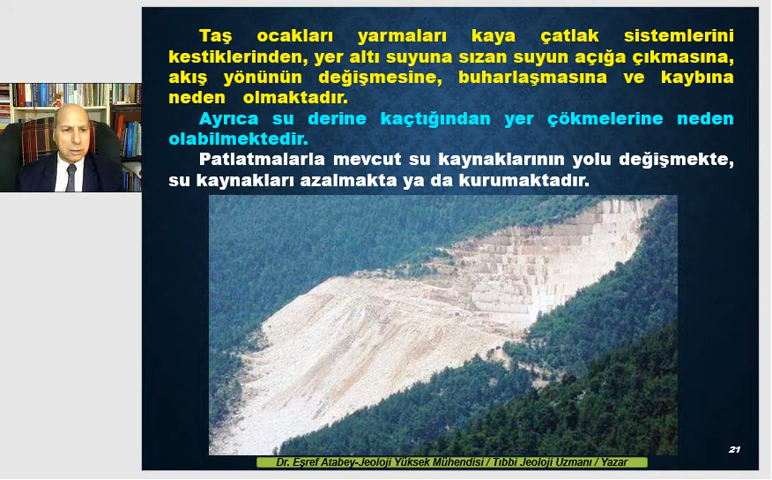 Taş ocakları yarmaları kaya çatlak sistemlerini
kestiklerinden, yer altı suyuna sızan suyun açığa çıkmasına,
akış yönünün değişmesine, buharlaşmasına ve kaybına
neden olmaktadır.
Ayrıca su derine kaçtığından yer çökmelerine neden
olabilmektedir.
Patlatmalarla mevcut su kaynaklarının yolu değişmekte,
su kaynakları azalmakta ya da kurumaktadır.
21
Dr. Eşref Atabey-Jeoloji Yüksek Mühendisi / Tıbbi Jeoloji Uzmanı / Yazar